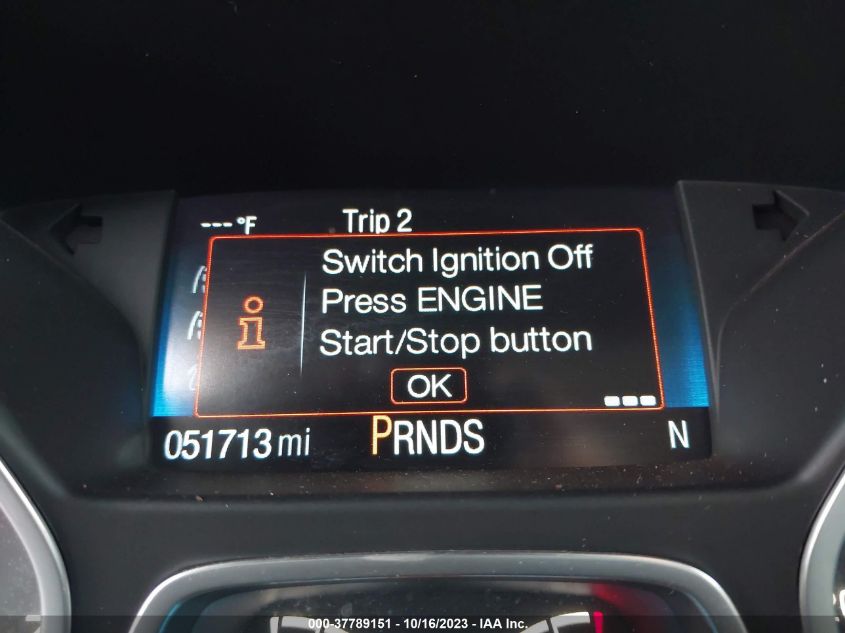 ---°F Trip 2
Switch Ignition Off
Press ENGINE
Start/Stop button
OK
051713 mi PRNDS N
000-37789151 - 10/16/2023 - IAA Inc.